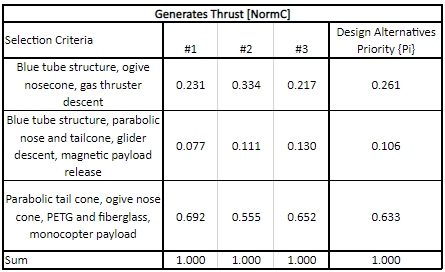 Generates Thrust [NormC]
Selection Criteria #1 #2 #3 Design Alternatives
Priority {Pi}
Blue tube structure, ogive
nosecone, gas thruster
descent
0.231 0.334 0.217 0.261
Blue tube structure, parabolic
nose and tailcone, glider
descent, magnetic payload
release
0.077 0.111 0.130 0.106
Parabolic tail cone, ogive nose
cone, PETG and fiberglass,
monocopter payload
0.692 0.555 0.652 0.633
Sum 1.000 1.000 1.000 1.000